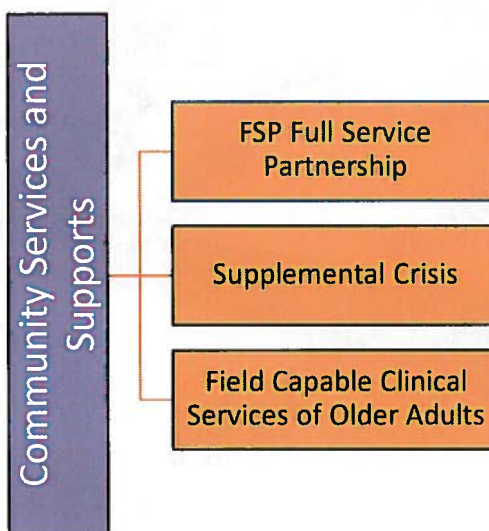 Community Services and
Supports
FSP Full Service
Partnership
Supplemental Crisis
Field Capable Clinical
Services of Older Adults